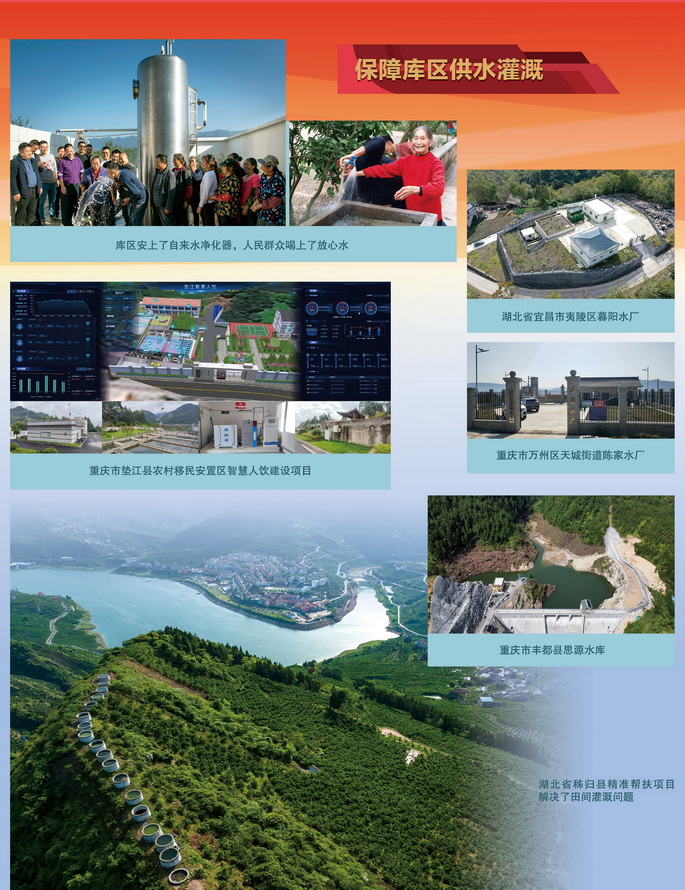 保障库区供水灌溉
库区安上了自来水净化器，人民群众喝上了放心水
湖北省宜昌市夷陵区暮阳水厂
垫江智慧人饮
重庆市垫江县农村移民安置区智慧人饮建设项目
重庆市万州区天城街道陈家水厂
重庆市丰都县思源水库
湖北省秭归县精准帮扶项目
解决了田间灌溉问题